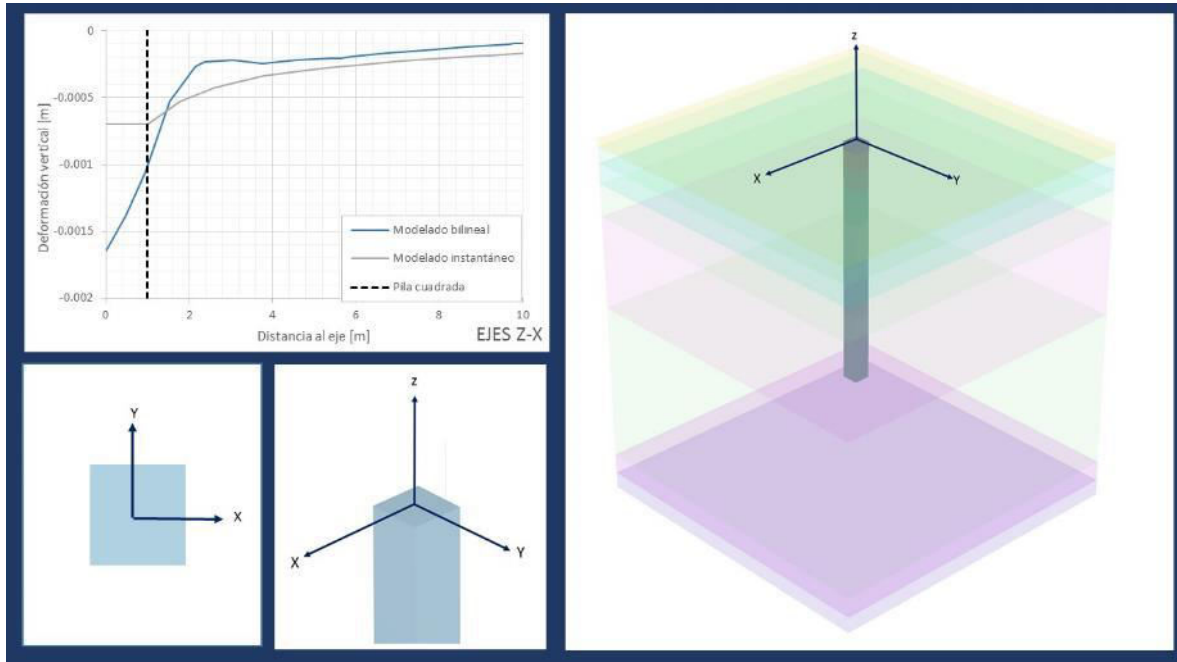 0
-0.0005
-0.001
-0.0015
-0.002
Deformación vertical [m]
Modelado bilineal
Modelado instantáneo
Pila cuadrada
0 2 4 6 8 10
Distancia al eje [m]
EJES Z-X
Y
X
z
X
Y
z
X
Y